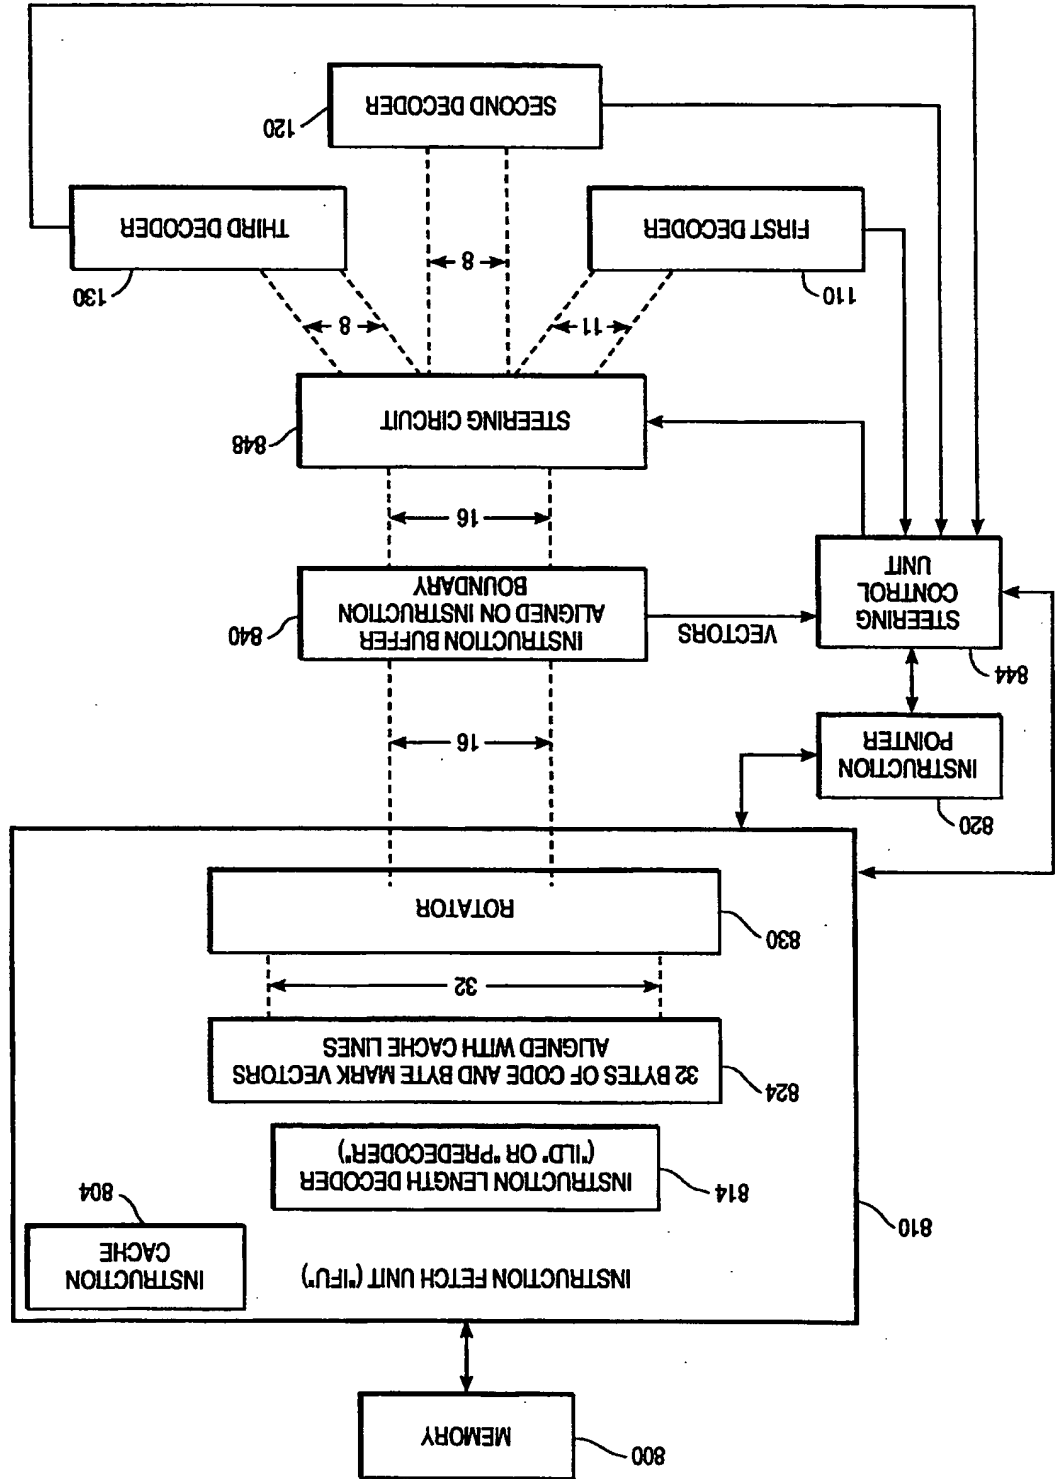 MEMORY
800
INSTRUCTION FETCH UNIT ("IFU")
INSTRUCTION
CACHE
804
810
INSTRUCTION LENGTH DECODER
("ILD" OR "PREDECODER")
814
32 BYTES OF CODE AND BYTE MARK VECTORS
ALIGNED WITH CACHE LINES
824
32
ROTATOR
830
INSTRUCTION
POINTER
820
16
STEERING
CONTROL
UNIT
844
VECTORS
INSTRUCTION BUFFER
ALIGNED ON INSTRUCTION
BOUNDARY
840
16
STEERING CIRCUIT
848
11
8
8
FIRST DECODER
110
THIRD DECODER
130
SECOND DECODER
120